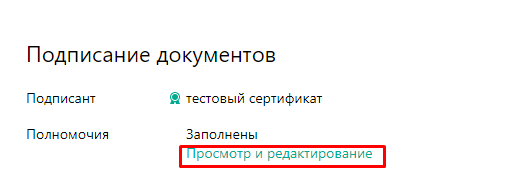 Подписание документов
Подписант тестовый сертификат
Полномочия Заполнены
Просмотр и редактирование